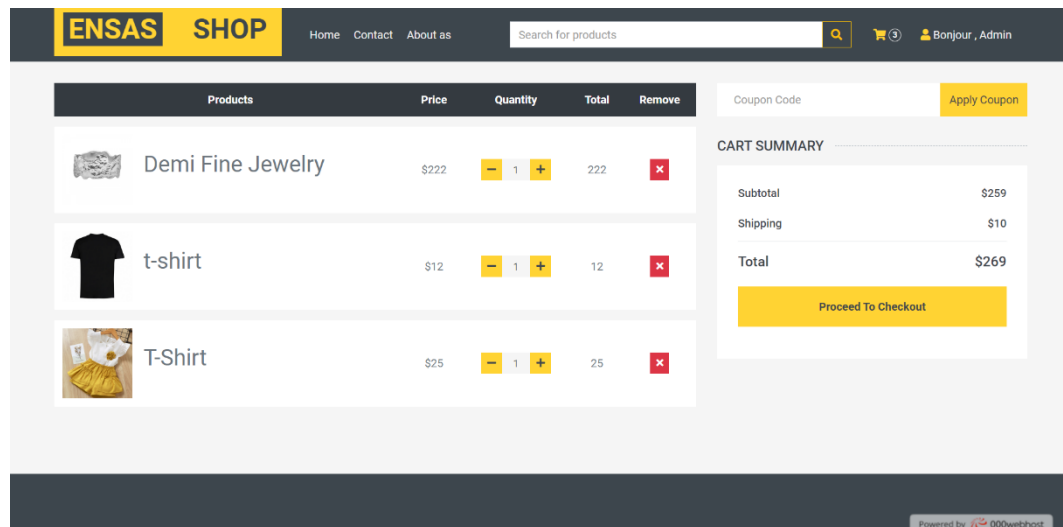 ENSAS SHOP
Home Contact About as
Search for products
3
Bonjour , Admin
Products Price Quantity Total Remove
Demi Fine Jewelry $222 − 1 + 222 ×
t-shirt $12 − 1 + 12 ×
T-Shirt $25 − 1 + 25 ×
Coupon Code Apply Coupon
CART SUMMARY
Subtotal $259
Shipping $10
Total $269
Proceed To Checkout
Powered by 000webhost